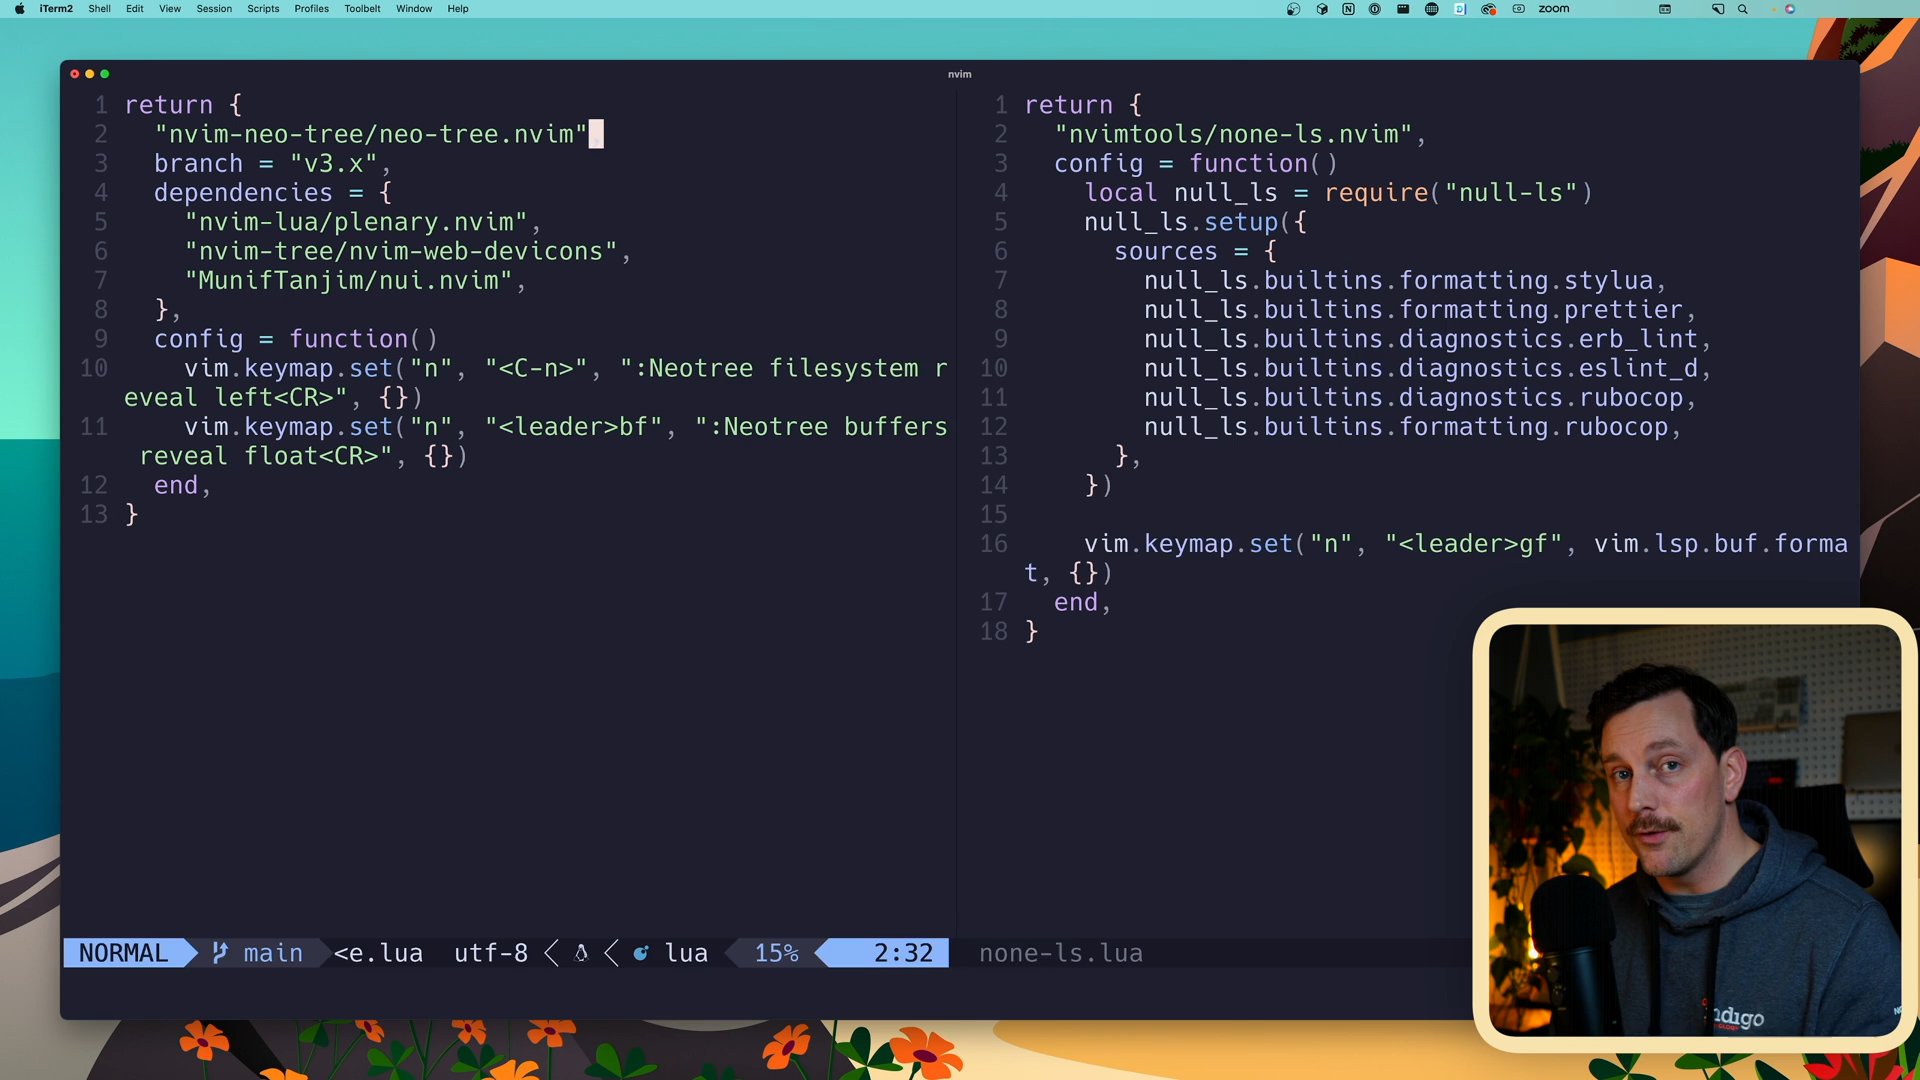 iTerm2 Shell Edit View Session Scripts Profiles Toolbelt Window Help zoom
nvim
1 return {
2 "nvim-neo-tree/neo-tree.nvim",
3 branch = "v3.x",
4 dependencies = {
5 "nvim-lua/plenary.nvim",
6 "nvim-tree/nvim-web-devicons",
7 "MunifTanjim/nui.nvim",
8 },
9 config = function()
10 vim.keymap.set("n", "<C-n>", ":Neotree filesystem r
eveal left<CR>", {})
11 vim.keymap.set("n", "<leader>bf", ":Neotree buffers
reveal float<CR>", {})
12 end,
13 }
NORMAL main <e.lua utf-8 lua 15% 2:32
1 return {
2 "nvimtools/none-ls.nvim",
3 config = function()
4 local null_ls = require("null-ls")
5 null_ls.setup({
6 sources = {
7 null_ls.builtins.formatting.stylua,
8 null_ls.builtins.formatting.prettier,
9 null_ls.builtins.diagnostics.erb_lint,
10 null_ls.builtins.diagnostics.eslint_d,
11 null_ls.builtins.diagnostics.rubocop,
12 null_ls.builtins.formatting.rubocop,
13 },
14 })
15
16 vim.keymap.set("n", "<leader>gf", vim.lsp.buf.forma
t, {})
17 end,
18 }
none-ls.lua
ndigo